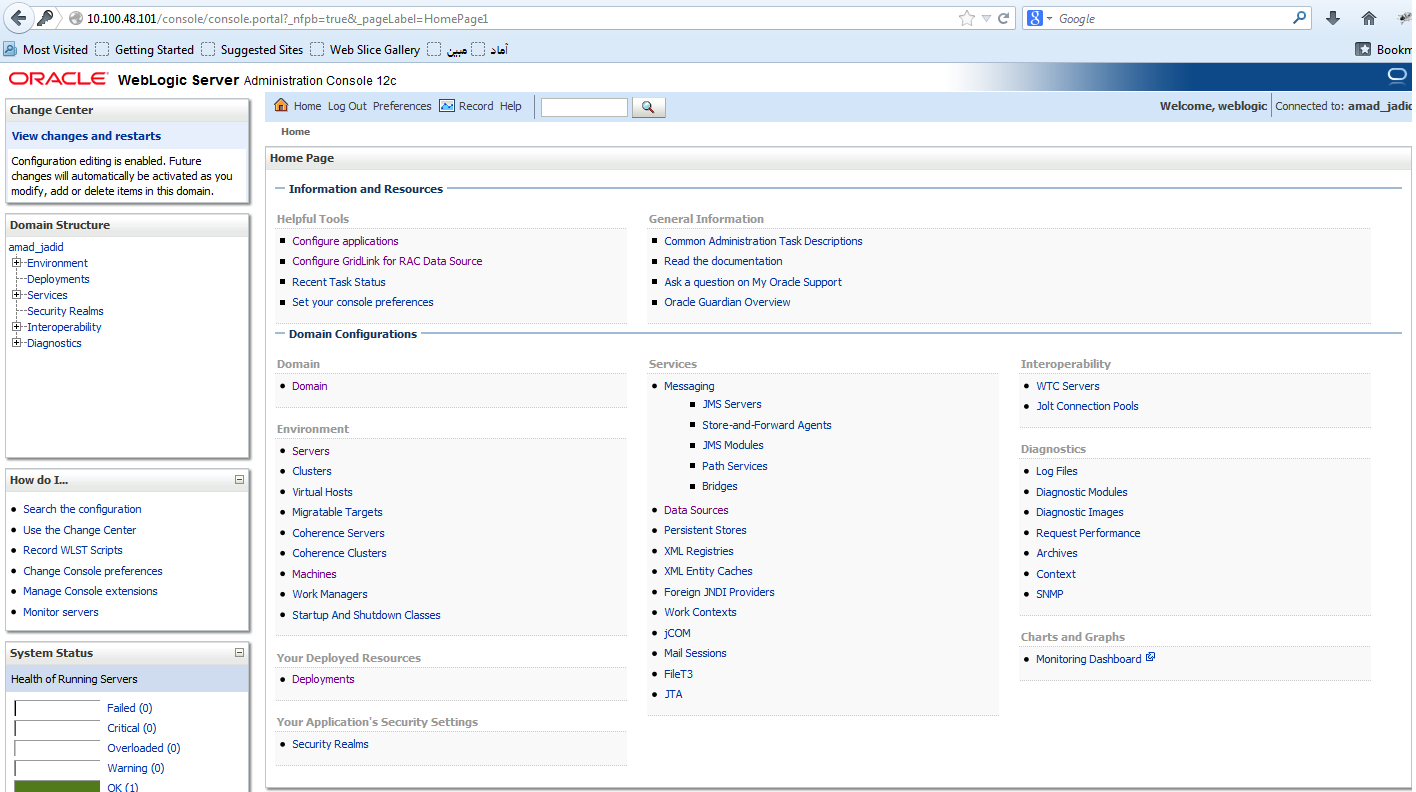 10.100.48.101/console/console.portal?_nfpb=true&_pageLabel=HomePage1
Google
Most Visited Getting Started Suggested Sites Web Slice Gallery مبین آماد
Bookm
ORACLE WebLogic Server Administration Console 12c
Change Center
View changes and restarts
Configuration editing is enabled. Future
changes will automatically be activated as you
modify, add or delete items in this domain.
Domain Structure
amad_jadid
Environment
Deployments
Services
Security Realms
Interoperability
Diagnostics
How do I...
Search the configuration
Use the Change Center
Record WLST Scripts
Change Console preferences
Manage Console extensions
Monitor servers
System Status
Health of Running Servers
Failed (0)
Critical (0)
Overloaded (0)
Warning (0)
OK (1)
Home Log Out Preferences Record Help
Welcome, weblogic Connected to: amad_jadid
Home
Home Page
Information and Resources
Helpful Tools
Configure applications
Configure GridLink for RAC Data Source
Recent Task Status
Set your console preferences
General Information
Common Administration Task Descriptions
Read the documentation
Ask a question on My Oracle Support
Oracle Guardian Overview
Domain Configurations
Domain
Domain
Environment
Servers
Clusters
Virtual Hosts
Migratable Targets
Coherence Servers
Coherence Clusters
Machines
Work Managers
Startup And Shutdown Classes
Your Deployed Resources
Deployments
Your Application's Security Settings
Security Realms
Services
Messaging
JMS Servers
Store-and-Forward Agents
JMS Modules
Path Services
Bridges
Data Sources
Persistent Stores
XML Registries
XML Entity Caches
Foreign JNDI Providers
Work Contexts
jCOM
Mail Sessions
FileT3
JTA
Interoperability
WTC Servers
Jolt Connection Pools
Diagnostics
Log Files
Diagnostic Modules
Diagnostic Images
Request Performance
Archives
Context
SNMP
Charts and Graphs
Monitoring Dashboard